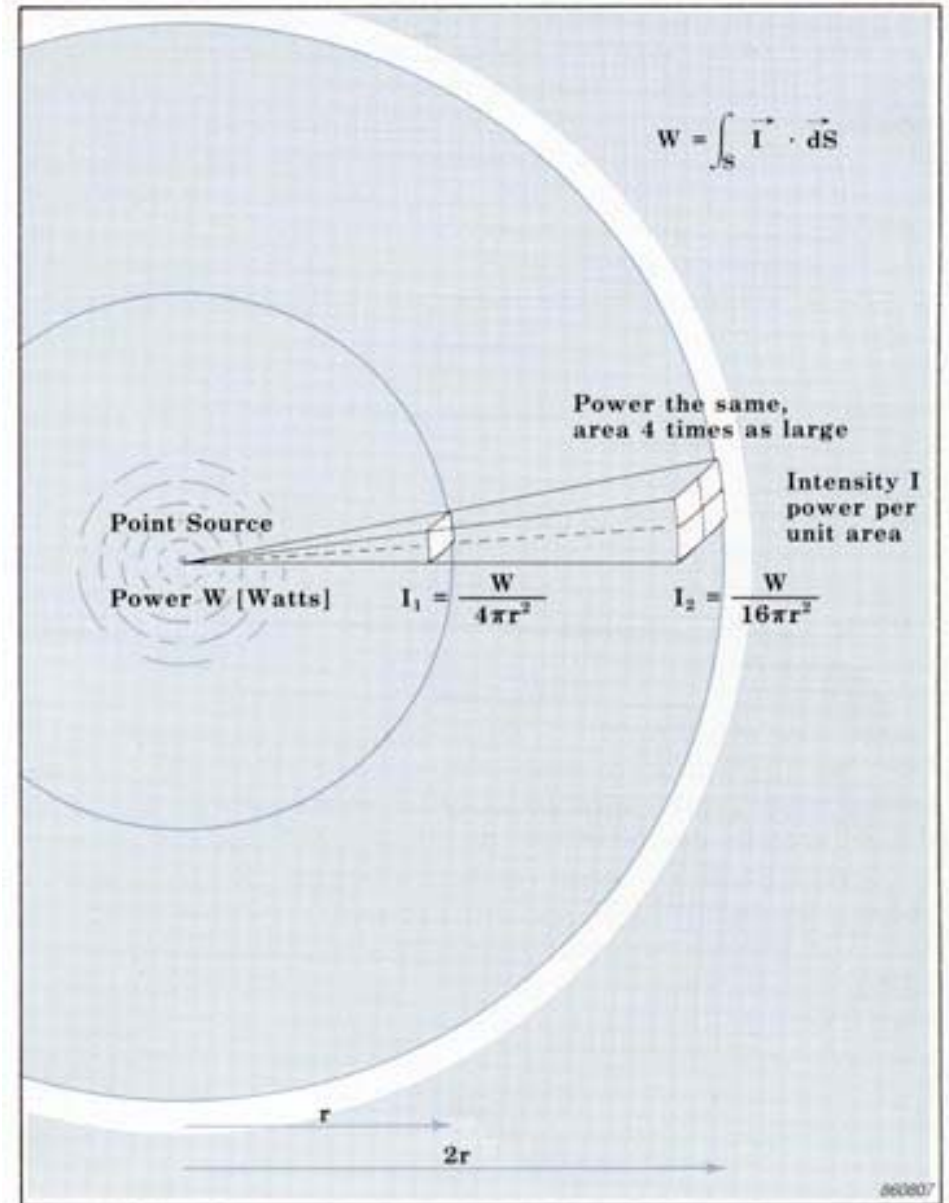 W = ∫S I⃗ · dS⃗
Power the same,
area 4 times as large
Intensity I
power per
unit area
Point Source
Power W [Watts]
I₁ = W / 4πr²
I₂ = W / 16πr²
r
2r
860807